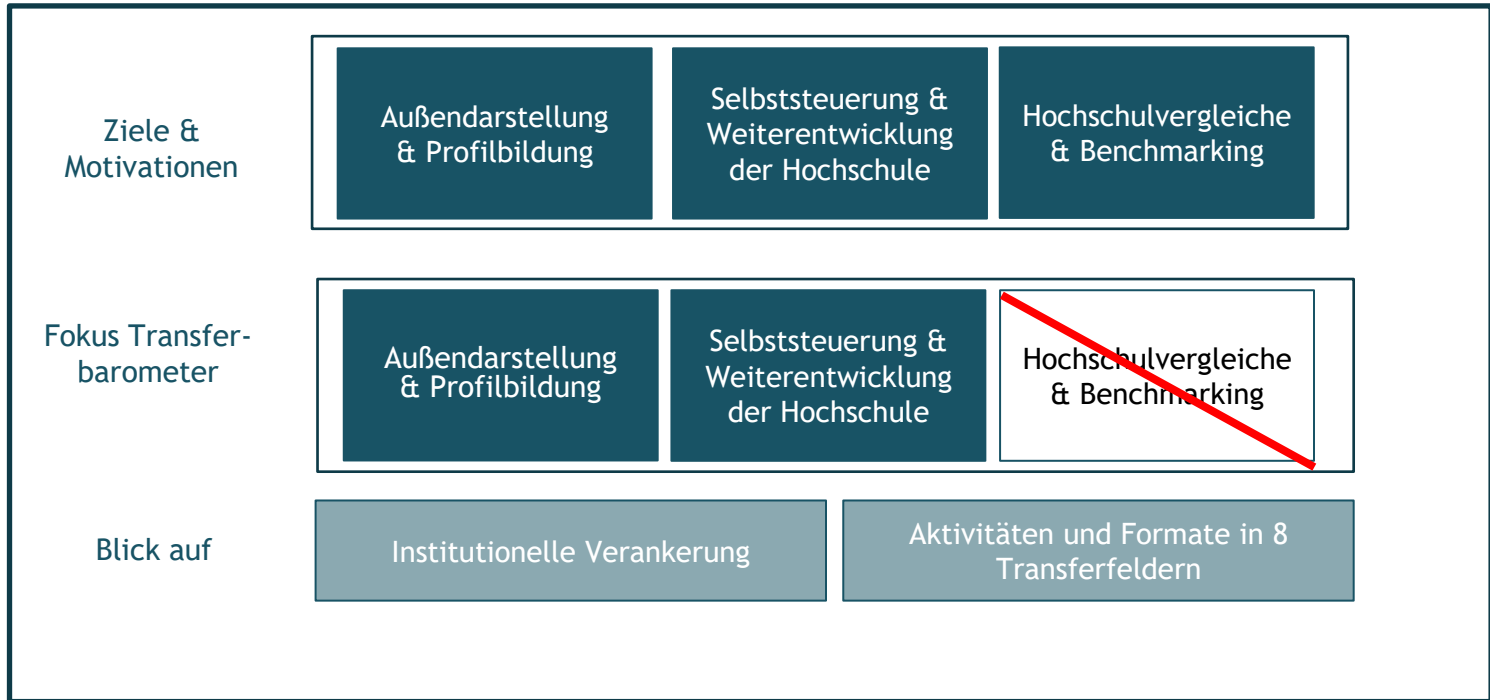 Ziele &
Motivationen
Außendarstellung
& Profilbildung
Selbststeuerung &
Weiterentwicklung
der Hochschule
Hochschulvergleiche
& Benchmarking
Fokus Transfer-
barometer
Außendarstellung
& Profilbildung
Selbststeuerung &
Weiterentwicklung
der Hochschule
Hochschulvergleiche
& Benchmarking
Blick auf
Institutionelle Verankerung
Aktivitäten und Formate in 8
Transferfeldern